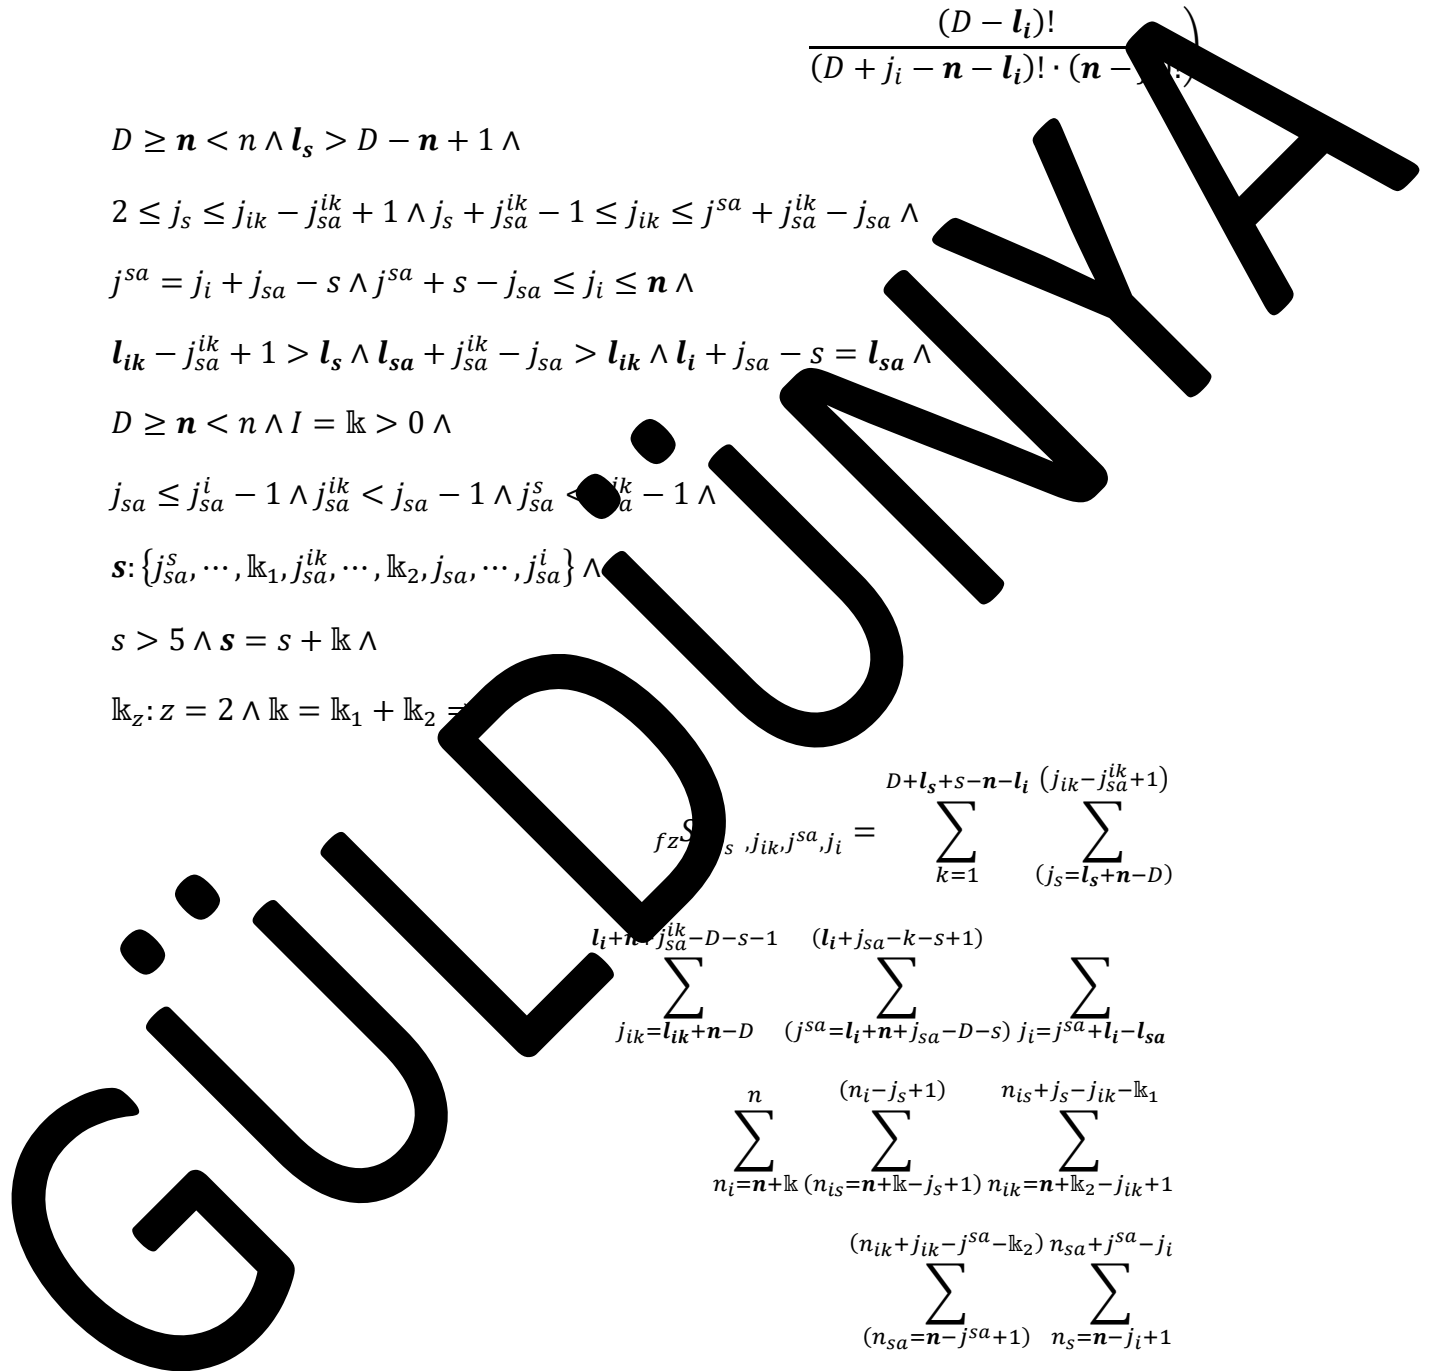 (D − l_i)!
(D + j_i − n − l_i)! · (n −
D ≥ n < n ∧ l_s > D − n + 1 ∧
2 ≤ j_s ≤ j_ik − j_sa^ik + 1 ∧ j_s + j_sa^ik − 1 ≤ j_ik ≤ j^sa + j_sa^ik − j_sa ∧
j^sa = j_i + j_sa − s ∧ j^sa + s − j_sa ≤ j_i ≤ n ∧
l_ik − j_sa^ik + 1 > l_s ∧ l_sa + j_sa^ik − j_sa > l_ik ∧ l_i + j_sa − s = l_sa ∧
D ≥ n < n ∧ I = 𝕜 > 0 ∧
j_sa ≤ j_sa^i − 1 ∧ j_sa^ik < j_sa − 1 ∧ j_sa^s < − 1 ∧
s: {j_sa^s, ⋯ , 𝕜_1, j_sa^ik, ⋯ , 𝕜_2, j_sa, ⋯ , j_sa^i} ∧
s > 5 ∧ s = s + 𝕜 ∧
𝕜_z: z = 2 ∧ 𝕜 = 𝕜_1 + 𝕜_2
D+l_s+s−n−l_i (j_ik−j_sa^ik+1)
fz S s ,j_ik,j^sa,j_i = ∑ ∑
k=1 (j_s=l_s+n−D)
l_i+n+j_sa^ik−D−s−1 (l_i+j_sa−k−s+1)
∑ ∑ ∑
j_ik=l_ik+n−D (j^sa=l_i+n+j_sa−D−s) j_i=j^sa+l_i−l_sa
n (n_i−j_s+1) n_is+j_s−j_ik−𝕜_1
∑ ∑ ∑
n_i=n+𝕜 (n_is=n+𝕜−j_s+1) n_ik=n+𝕜_2−j_ik+1
(n_ik+j_ik−j^sa−𝕜_2) n_sa+j^sa−j_i
∑ ∑
(n_sa=n−j^sa+1) n_s=n−j_i+1
GÜLDÜNYA